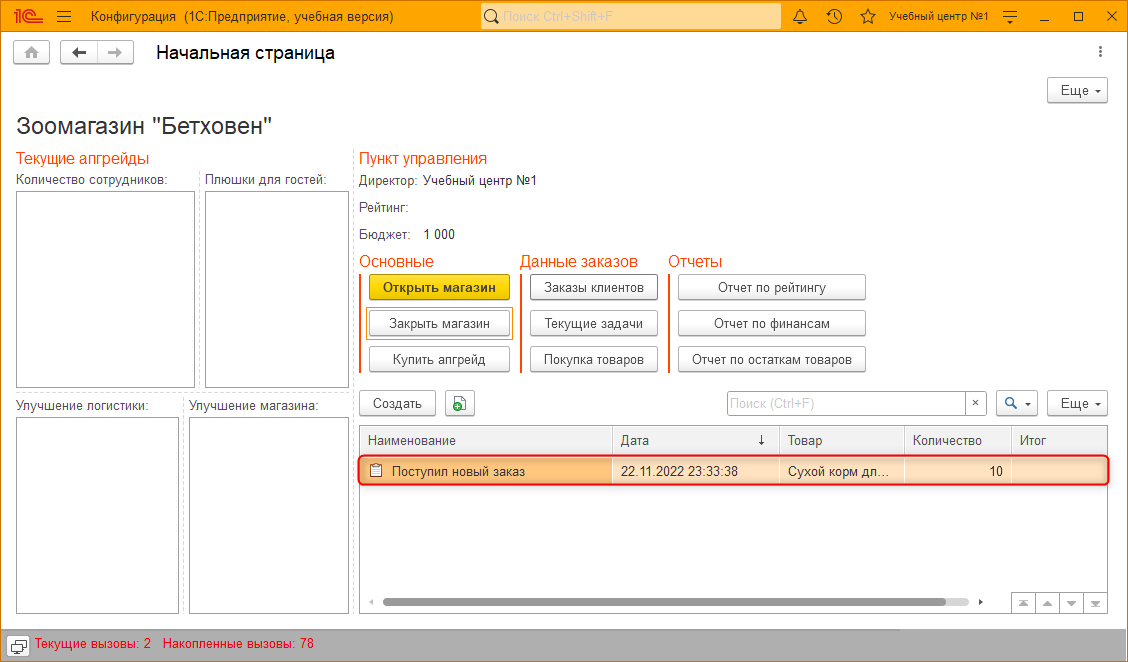 1С Конфигурация (1С:Предприятие, учебная версия) Поиск Ctrl+Shift+F Учебный центр №1
Начальная страница
Еще
Зоомагазин "Бетховен"
Текущие апгрейды
Количество сотрудников: Плюшки для гостей:
Улучшение логистики: Улучшение магазина:
Пункт управления
Директор: Учебный центр №1
Рейтинг:
Бюджет: 1 000
Основные Данные заказов Отчеты
Открыть магазин Заказы клиентов Отчет по рейтингу
Закрыть магазин Текущие задачи Отчет по финансам
Купить апгрейд Покупка товаров Отчет по остаткам товаров
Создать Поиск (Ctrl+F) × Еще
Наименование Дата ↓ Товар Количество Итог
Поступил новый заказ 22.11.2022 23:33:38 Сухой корм дл... 10
Текущие вызовы: 2 Накопленные вызовы: 78